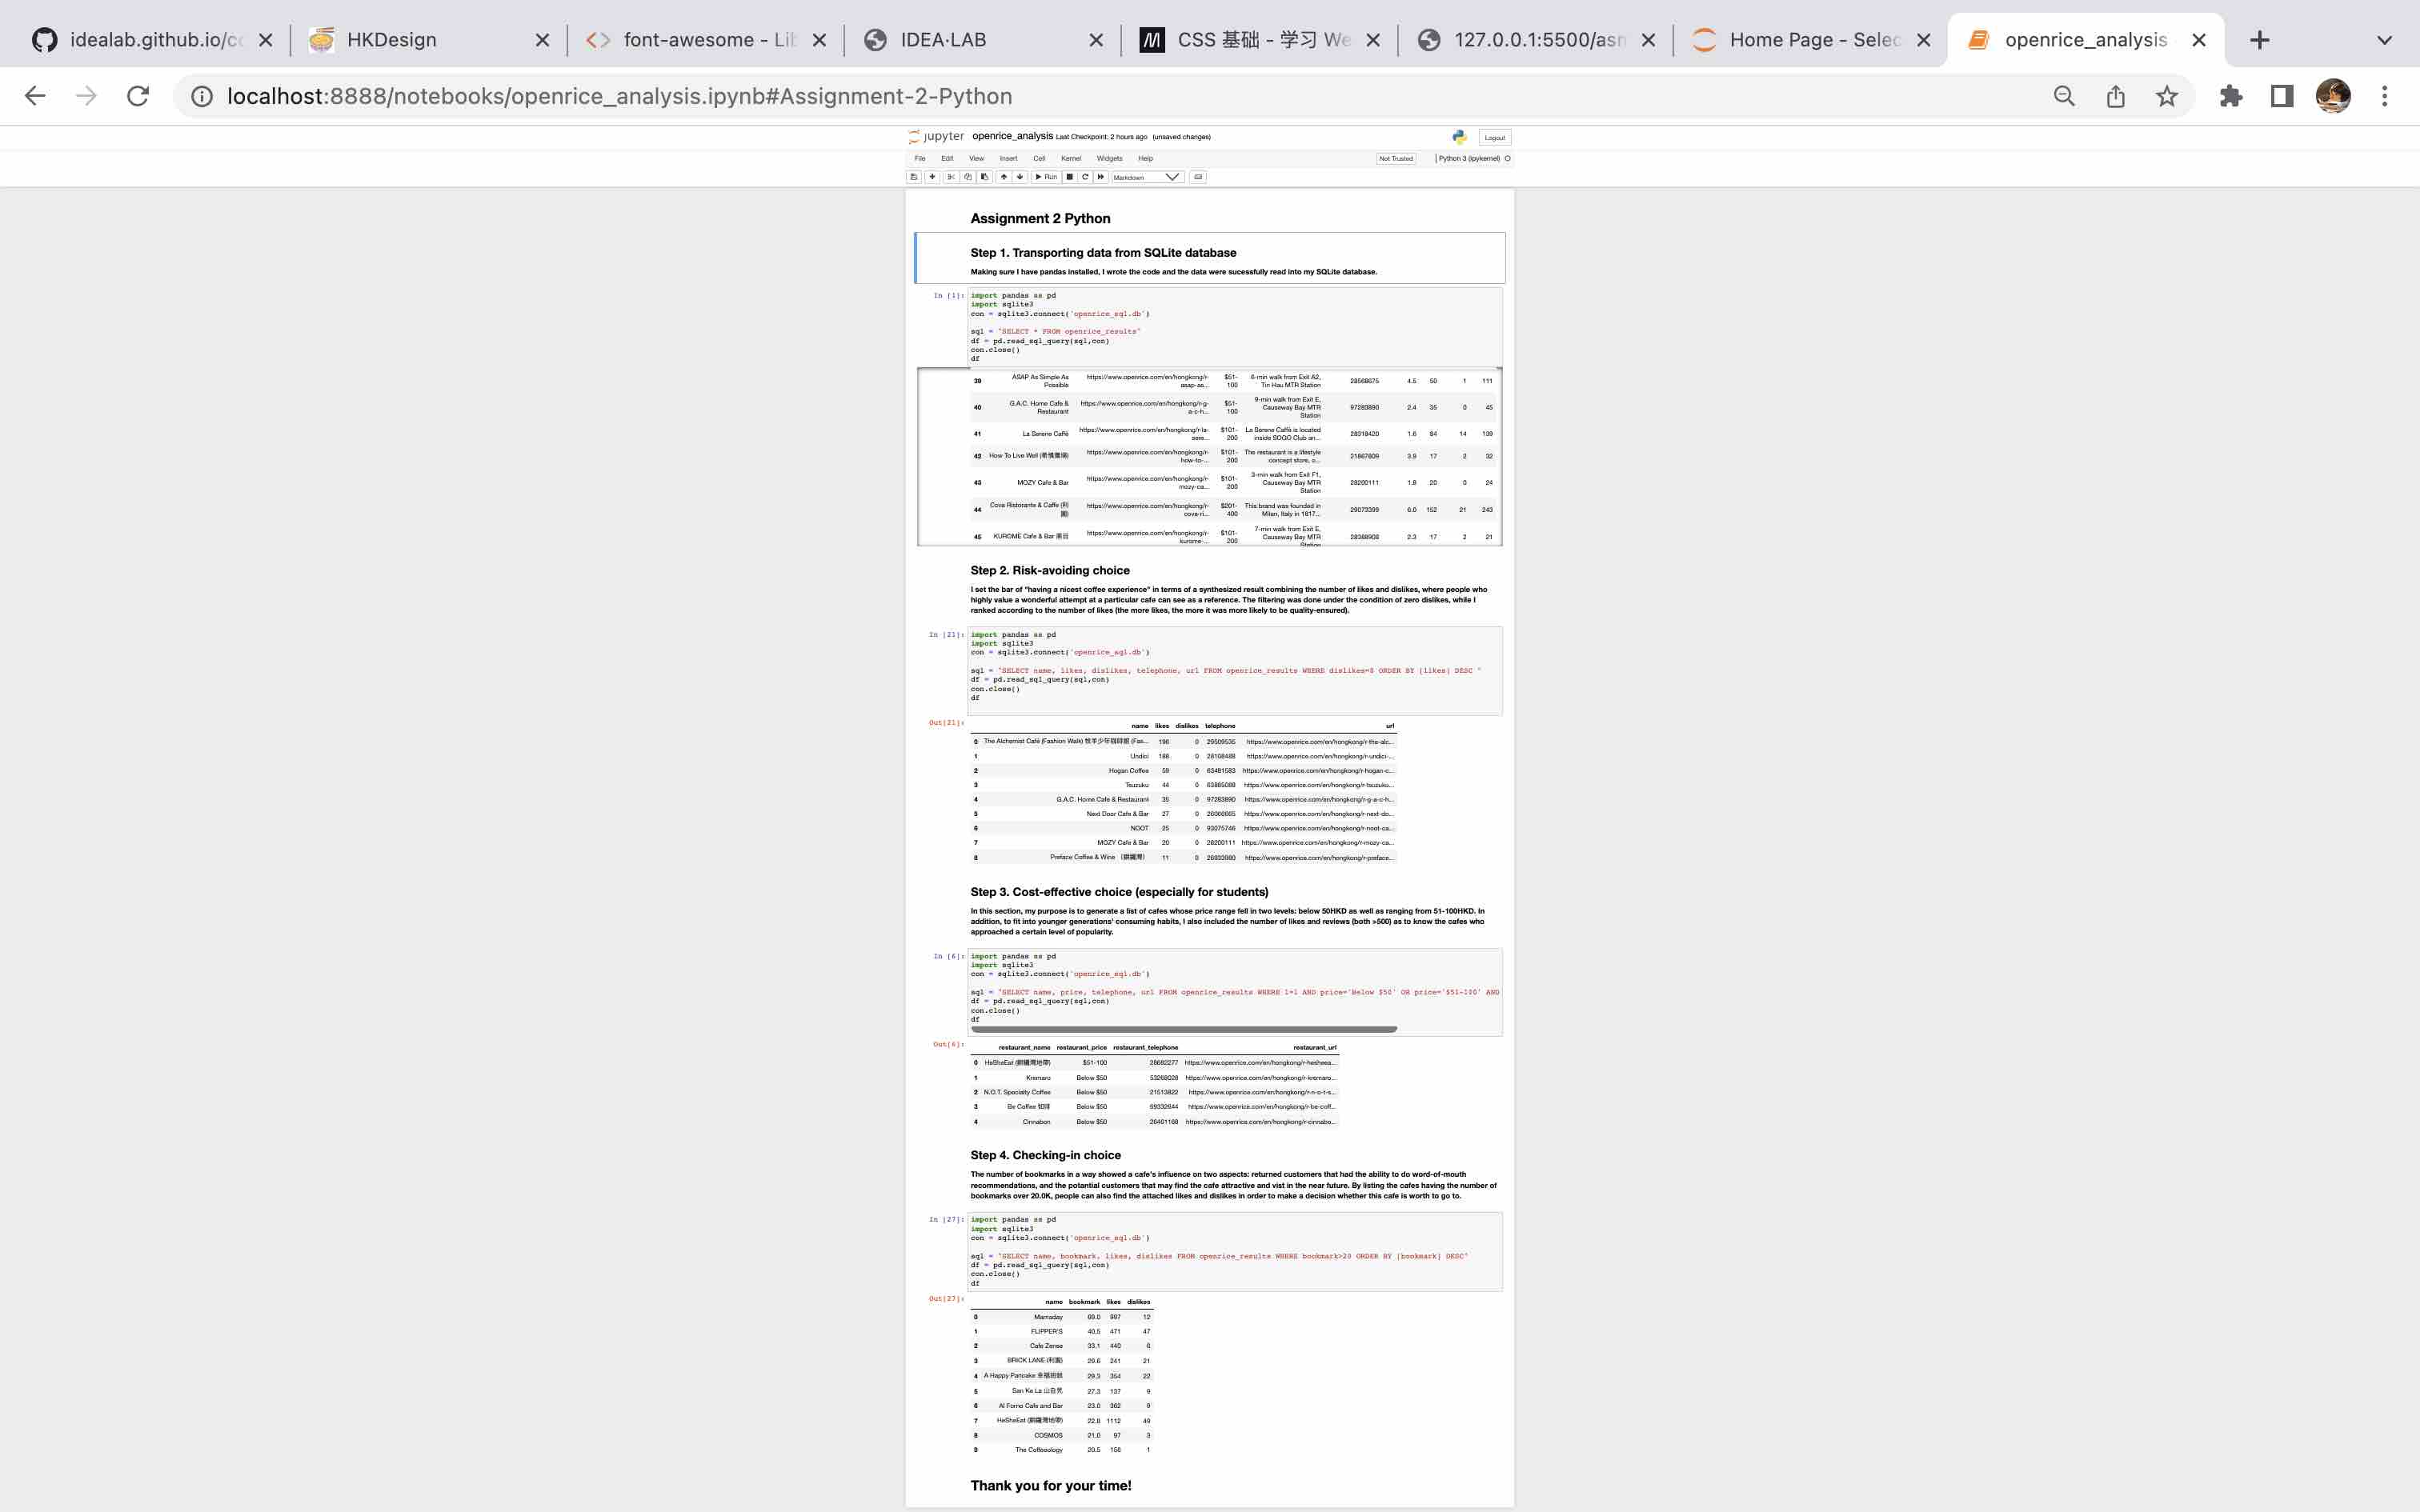 idealab.github.io/cc
HKDesign
font-awesome - Lib
IDEA·LAB
CSS 基础 - 学习 We
127.0.0.1:5500/asn
Home Page - Selec
openrice_analysis
localhost:8888/notebooks/openrice_analysis.ipynb#Assignment-2-Python
jupyter openrice_analysis Last Checkpoint: 2 hours ago (unsaved changes)
Logout
File Edit View Insert Cell Kernel Widgets Help
Not Trusted
Python 3 (ipykernel)
Run
Markdown
Assignment 2 Python
Step 1. Transporting data from SQLite database
Making sure I have pandas installed, I wrote the code and the data were sucessfully read into my SQLite database.
In [1]: import pandas as pd
import sqlite3
con = sqlite3.connect('openrice_sql.db')
sql = "SELECT * FROM openrice_results"
df = pd.read_sql_query(sql,con)
con.close()
df
39 ASAP As Simple As Possible https://www.openrice.com/en/hongkong/r-asap-as... $51-100 6-min walk from Exit A2, Tin Hau MTR Station 28568675 4.5 50 1 111
40 G.A.C. Home Cafe & Restaurant https://www.openrice.com/en/hongkong/r-g-a-c-h... $51-100 9-min walk from Exit E, Causeway Bay MTR Station 97283890 2.4 35 0 45
41 La Serene Caffè https://www.openrice.com/en/hongkong/r-la-sere... $101-200 La Serene Caffè is located inside SOGO Club an... 28318420 1.6 84 14 139
42 How To Live Well https://www.openrice.com/en/hongkong/r-how-to-... $101-200 The restaurant is a lifestyle concept store, o... 21867809 3.9 17 2 32
43 MOZY Cafe & Bar https://www.openrice.com/en/hongkong/r-mozy-ca... $101-200 3-min walk from Exit F1, Causeway Bay MTR Station 28200111 1.8 20 0 24
44 Cova Ristorante & Caffe (利園) https://www.openrice.com/en/hongkong/r-cova-ri... $201-400 This brand was founded in Milan, Italy in 1817... 29073399 6.0 152 21 243
45 KUROME Cafe & Bar 黑目 https://www.openrice.com/en/hongkong/r-kurome-... $101-200 7-min walk from Exit E, Causeway Bay MTR Station 28388908 2.3 17 2 21
Step 2. Risk-avoiding choice
I set the bar of "having a nicest coffee experience" in terms of a synthesized result combining the number of likes and dislikes, where people who
highly value a wonderful attempt at a particular cafe can see as a reference. The filtering was done under the condition of zero dislikes, while I
ranked according to the number of likes (the more likes, the more it was more likely to be quality-ensured).
In [21]: import pandas as pd
import sqlite3
con = sqlite3.connect('openrice_sql.db')
sql = "SELECT name, likes, dislikes, telephone, url FROM openrice_results WHERE dislikes=0 ORDER BY [likes] DESC "
df = pd.read_sql_query(sql,con)
con.close()
df
Out[21]:
name likes dislikes telephone url
0 The Alchemist Café (Fashion Walk) 牧羊少年咖啡館 (Fas... 196 0 29509535 https://www.openrice.com/en/hongkong/r-the-alc...
1 Undici 188 0 28108488 https://www.openrice.com/en/hongkong/r-undici-...
2 Hogan Coffee 59 0 63481583 https://www.openrice.com/en/hongkong/r-hogan-c...
3 Tsuzuku 44 0 63885088 https://www.openrice.com/en/hongkong/r-tsuzuku...
4 G.A.C. Home Cafe & Restaurant 35 0 97283890 https://www.openrice.com/en/hongkong/r-g-a-c-h...
5 Next Door Cafe & Bar 27 0 26066665 https://www.openrice.com/en/hongkong/r-next-do...
6 NOOT 25 0 93075746 https://www.openrice.com/en/hongkong/r-noot-ca...
7 MOZY Cafe & Bar 20 0 28200111 https://www.openrice.com/en/hongkong/r-mozy-ca...
8 Preface Coffee & Wine （銅鑼灣） 11 0 26933980 https://www.openrice.com/en/hongkong/r-preface...
Step 3. Cost-effective choice (especially for students)
In this section, my purpose is to generate a list of cafes whose price range fell in two levels: below 50HKD as well as ranging from 51-100HKD. In
addition, to fit into younger generations' consuming habits, I also included the number of likes and reviews (both >500) as to know the cafes who
approached a certain level of popularity.
In [6]: import pandas as pd
import sqlite3
con = sqlite3.connect('openrice_sql.db')
sql = "SELECT name, price, telephone, url FROM openrice_results WHERE 1=1 AND price='Below $50' OR price='$51-100' AND
df = pd.read_sql_query(sql,con)
con.close()
df
Out[6]:
restaurant_name restaurant_price restaurant_telephone restaurant_url
0 HeSheEat (銅鑼灣地帶) $51-100 28682277 https://www.openrice.com/en/hongkong/r-hesheea...
1 Kremaro Below $50 53268028 https://www.openrice.com/en/hongkong/r-kremaro...
2 N.O.T. Specialty Coffee Below $50 21513822 https://www.openrice.com/en/hongkong/r-n-o-t-s...
3 Be Coffee Below $50 69332644 https://www.openrice.com/en/hongkong/r-be-coff...
4 Cinnabon Below $50 26461168 https://www.openrice.com/en/hongkong/r-cinnabo...
Step 4. Checking-in choice
The number of bookmarks in a way showed a cafe's influence on two aspects: returned customers that had the ability to do word-of-mouth
recommendations, and the potantial customers that may find the cafe attractive and vist in the near future. By listing the cafes having the number of
bookmarks over 20.0K, people can also find the attached likes and dislikes in order to make a decision whether this cafe is worth to go to.
In [27]: import pandas as pd
import sqlite3
con = sqlite3.connect('openrice_sql.db')
sql = "SELECT name, bookmark, likes, dislikes FROM openrice_results WHERE bookmark>20 ORDER BY [bookmark] DESC"
df = pd.read_sql_query(sql,con)
con.close()
df
Out[27]:
name bookmark likes dislikes
0 Mamaday 69.0 997 12
1 FLIPPER'S 40.5 471 47
2 Cafe Zense 33.1 440 6
3 BRICK LANE (利園) 29.6 241 21
4 A Happy Pancake 幸福班戟 29.3 354 22
5 San Ka La 山卡男 27.3 137 9
6 Al Forno Cafe and Bar 23.0 362 9
7 HeSheEat (銅鑼灣地帶) 22.8 1112 49
8 COSMOS 21.0 97 3
9 The Coffeeology 20.5 156 1
Thank you for your time!